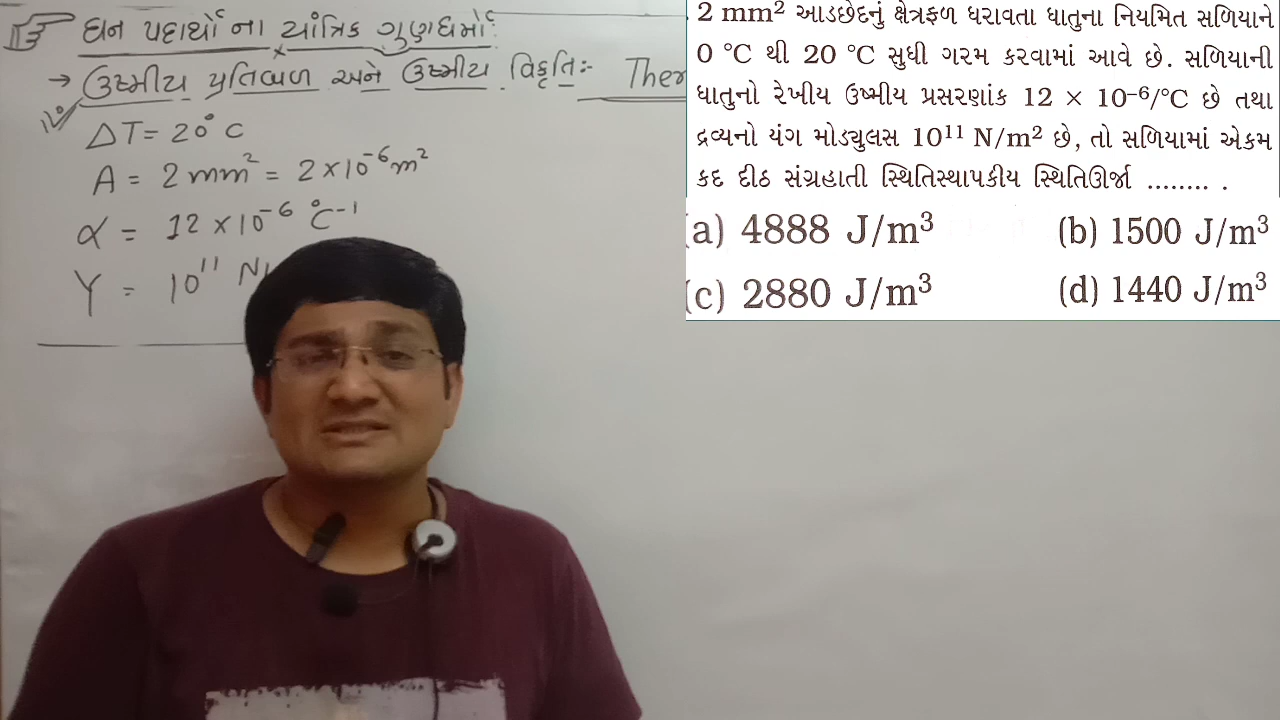 ઘન પદાર્થોના યાંત્રિક ગુણધર્મો:
→ ઉષ્મીય પ્રતિબળ અને ઉષ્મીય વિકૃતિ:- Ther
ΔT = 20° C
A = 2 mm² = 2 × 10⁻⁶ m²
α = 12 × 10⁻⁶ °C⁻¹
Y = 10¹¹ N/
2 mm² આડછેદનું ક્ષેત્રફળ ધરાવતા ધાતુના નિયમિત સળિયાને
0 °C થી 20 °C સુધી ગરમ કરવામાં આવે છે. સળિયાની
ધાતુનો રેખીય ઉષ્મીય પ્રસરણાંક 12 × 10⁻⁶/°C છે તથા
દ્રવ્યનો યંગ મોડ્યુલસ 10¹¹ N/m² છે, તો સળિયામાં એકમ
કદ દીઠ સંગ્રહાતી સ્થિતિસ્થાપકીય સ્થિતિઊર્જા ........ .
(a) 4888 J/m³ (b) 1500 J/m³
(c) 2880 J/m³ (d) 1440 J/m³